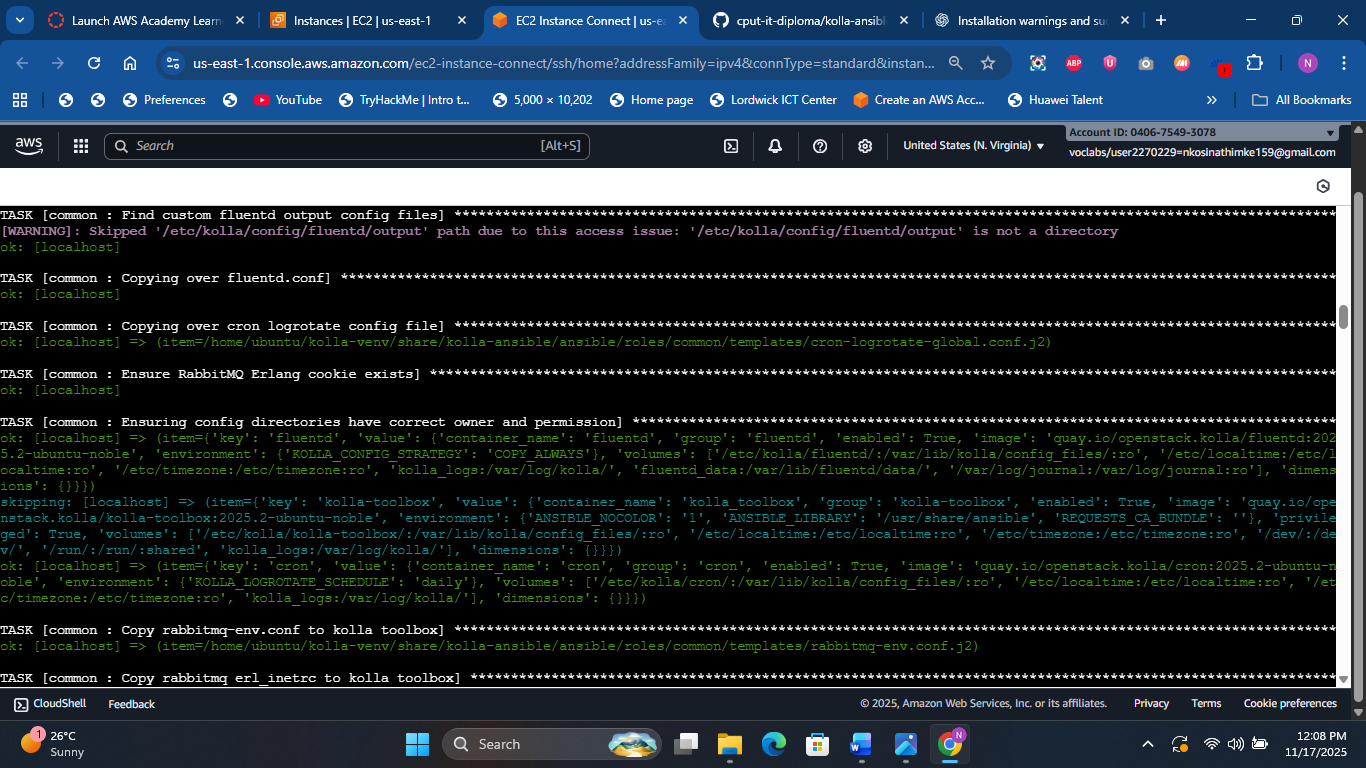 Launch AWS Academy Learn
Instances | EC2 | us-east-1
EC2 Instance Connect | us-ea
cput-it-diploma/kolla-ansibl
Installation warnings and su
us-east-1.console.aws.amazon.com/ec2-instance-connect/ssh/home?addressFamily=ipv4&connType=standard&instan...
ABP
N
Preferences
YouTube
TryHackMe | Intro t...
5,000 × 10,202
Home page
Lordwick ICT Center
Create an AWS Acc...
Huawei Talent
»
All Bookmarks
aws
Search
[Alt+S]
United States (N. Virginia)
Account ID: 0406-7549-3078
voclabs/user2270229=nkosinathimke159@gmail.com
TASK [common : Find custom fluentd output config files] **************************************************************************************************************
[WARNING]: Skipped '/etc/kolla/config/fluentd/output' path due to this access issue: '/etc/kolla/config/fluentd/output' is not a directory
ok: [localhost]
TASK [common : Copying over fluentd.conf] ****************************************************************************************************************************
ok: [localhost]
TASK [common : Copying over cron logrotate config file] **************************************************************************************************************
ok: [localhost] => (item=/home/ubuntu/kolla-venv/share/kolla-ansible/ansible/roles/common/templates/cron-logrotate-global.conf.j2)
TASK [common : Ensure RabbitMQ Erlang cookie exists] *****************************************************************************************************************
ok: [localhost]
TASK [common : Ensuring config directories have correct owner and permission] ****************************************************************************************
ok: [localhost] => (item={'key': 'fluentd', 'value': {'container_name': 'fluentd', 'group': 'fluentd', 'enabled': True, 'image': 'quay.io/openstack.kolla/fluentd:202
5.2-ubuntu-noble', 'environment': {'KOLLA_CONFIG_STRATEGY': 'COPY_ALWAYS'}, 'volumes': ['/etc/kolla/fluentd/:/var/lib/kolla/config_files/:ro', '/etc/localtime:/etc/l
ocaltime:ro', '/etc/timezone:/etc/timezone:ro', 'kolla_logs:/var/log/kolla/', 'fluentd_data:/var/lib/fluentd/data/', '/var/log/journal:/var/log/journal:ro'], 'dimens
ions': {}}})
skipping: [localhost] => (item={'key': 'kolla-toolbox', 'value': {'container_name': 'kolla_toolbox', 'group': 'kolla-toolbox', 'enabled': True, 'image': 'quay.io/ope
nstack.kolla/kolla-toolbox:2025.2-ubuntu-noble', 'environment': {'ANSIBLE_NOCOLOR': '1', 'ANSIBLE_LIBRARY': '/usr/share/ansible', 'REQUESTS_CA_BUNDLE': ''}, 'privile
ged': True, 'volumes': ['/etc/kolla/kolla-toolbox/:/var/lib/kolla/config_files/:ro', '/etc/localtime:/etc/localtime:ro', '/etc/timezone:/etc/timezone:ro', '/dev/:/de
v/', '/run/:/run/:shared', 'kolla_logs:/var/log/kolla/'], 'dimensions': {}}})
ok: [localhost] => (item={'key': 'cron', 'value': {'container_name': 'cron', 'group': 'cron', 'enabled': True, 'image': 'quay.io/openstack.kolla/cron:2025.2-ubuntu-n
oble', 'environment': {'KOLLA_LOGROTATE_SCHEDULE': 'daily'}, 'volumes': ['/etc/kolla/cron/:/var/lib/kolla/config_files/:ro', '/etc/localtime:/etc/localtime:ro', '/et
c/timezone:/etc/timezone:ro', 'kolla_logs:/var/log/kolla/'], 'dimensions': {}}})
TASK [common : Copy rabbitmq-env.conf to kolla toolbox] **************************************************************************************************************
ok: [localhost] => (item=/home/ubuntu/kolla-venv/share/kolla-ansible/ansible/roles/common/templates/rabbitmq-env.conf.j2)
TASK [common : Copy rabbitmq erl_inetrc to kolla toolbox] ************************************************************************************************************
CloudShell
Feedback
© 2025, Amazon Web Services, Inc. or its affiliates.
Privacy
Terms
Cookie preferences
1
26°C
Sunny
Search
N
12:08 PM
11/17/2025